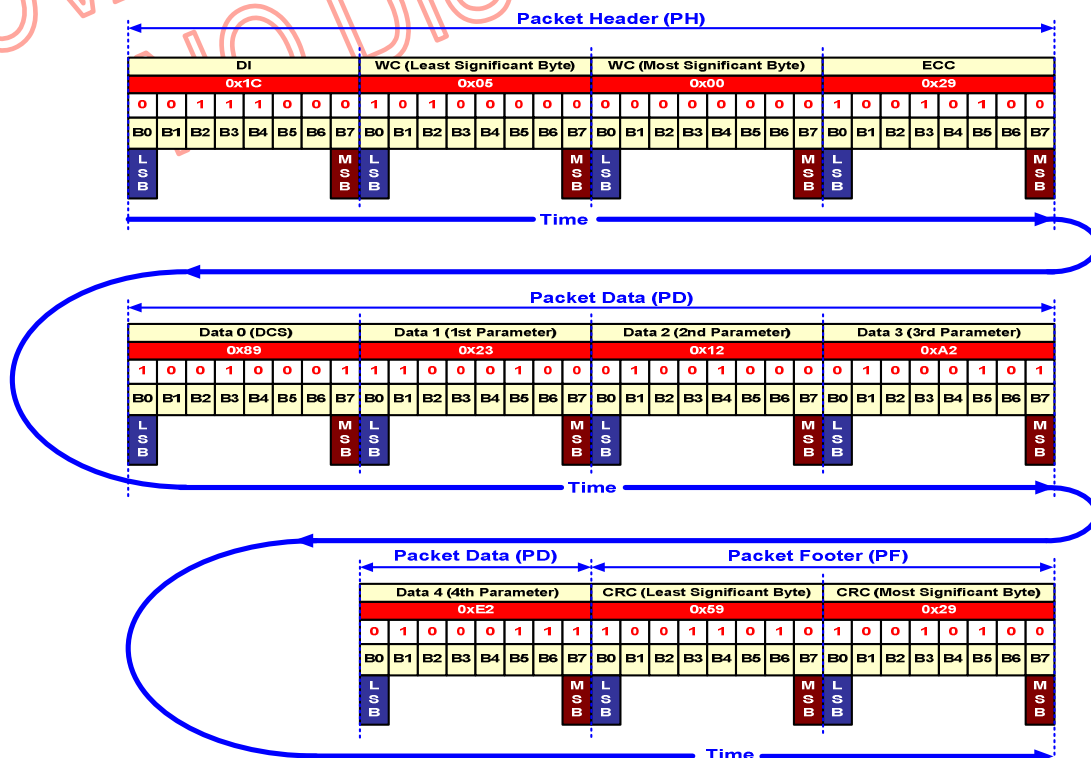 Packet Header (PH)
DI WC (Least Significant Byte) WC (Most Significant Byte) ECC
0x1C 0x05 0x00 0x29
0 0 1 1 1 0 0 0 1 0 1 0 0 0 0 0 0 0 0 0 0 0 0 0 1 0 0 1 0 1 0 0
B0 B1 B2 B3 B4 B5 B6 B7 B0 B1 B2 B3 B4 B5 B6 B7 B0 B1 B2 B3 B4 B5 B6 B7 B0 B1 B2 B3 B4 B5 B6 B7
LSB MSB LSB MSB LSB MSB LSB MSB
Time
Packet Data (PD)
Data 0 (DCS) Data 1 (1st Parameter) Data 2 (2nd Parameter) Data 3 (3rd Parameter)
0x89 0x23 0x12 0xA2
1 0 0 1 0 0 0 1 1 1 0 0 0 1 0 0 0 1 0 0 1 0 0 0 0 1 0 0 0 1 0 1
B0 B1 B2 B3 B4 B5 B6 B7 B0 B1 B2 B3 B4 B5 B6 B7 B0 B1 B2 B3 B4 B5 B6 B7 B0 B1 B2 B3 B4 B5 B6 B7
LSB MSB LSB MSB LSB MSB LSB MSB
Time
Packet Data (PD) Packet Footer (PF)
Data 4 (4th Parameter) CRC (Least Significant Byte) CRC (Most Significant Byte)
0xE2 0x59 0x29
0 1 0 0 0 1 1 1 1 0 0 1 1 0 1 0 1 0 0 1 0 1 0 0
B0 B1 B2 B3 B4 B5 B6 B7 B0 B1 B2 B3 B4 B5 B6 B7 B0 B1 B2 B3 B4 B5 B6 B7
LSB MSB LSB MSB LSB MSB
Time